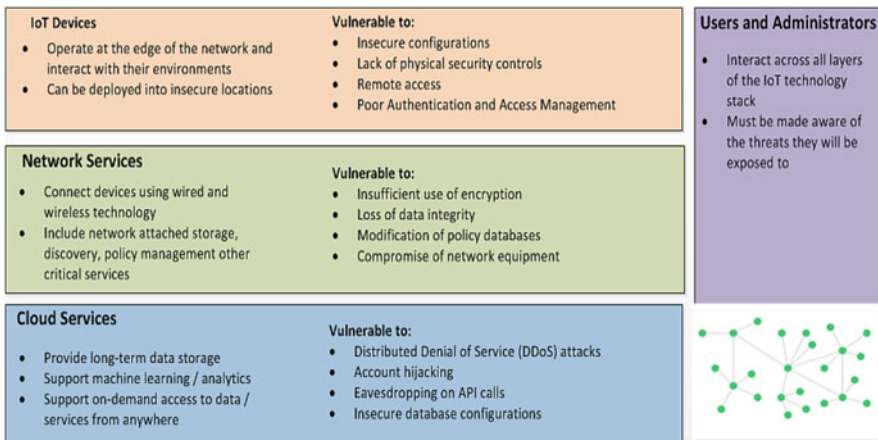 IoT Devices
• Operate at the edge of the network and
interact with their environments
• Can be deployed into insecure locations
Vulnerable to:
• Insecure configurations
• Lack of physical security controls
• Remote access
• Poor Authentication and Access Management
Network Services
• Connect devices using wired and
wireless technology
• Include network attached storage,
discovery, policy management other
critical services
Vulnerable to:
• Insufficient use of encryption
• Loss of data integrity
• Modification of policy databases
• Compromise of network equipment
Cloud Services
• Provide long-term data storage
• Support machine learning / analytics
• Support on-demand access to data /
services from anywhere
Vulnerable to:
• Distributed Denial of Service (DDoS) attacks
• Account hijacking
• Eavesdropping on API calls
• Insecure database configurations
Users and Administrators
• Interact across all layers
of the IoT technology
stack
• Must be made aware of
the threats they will be
exposed to